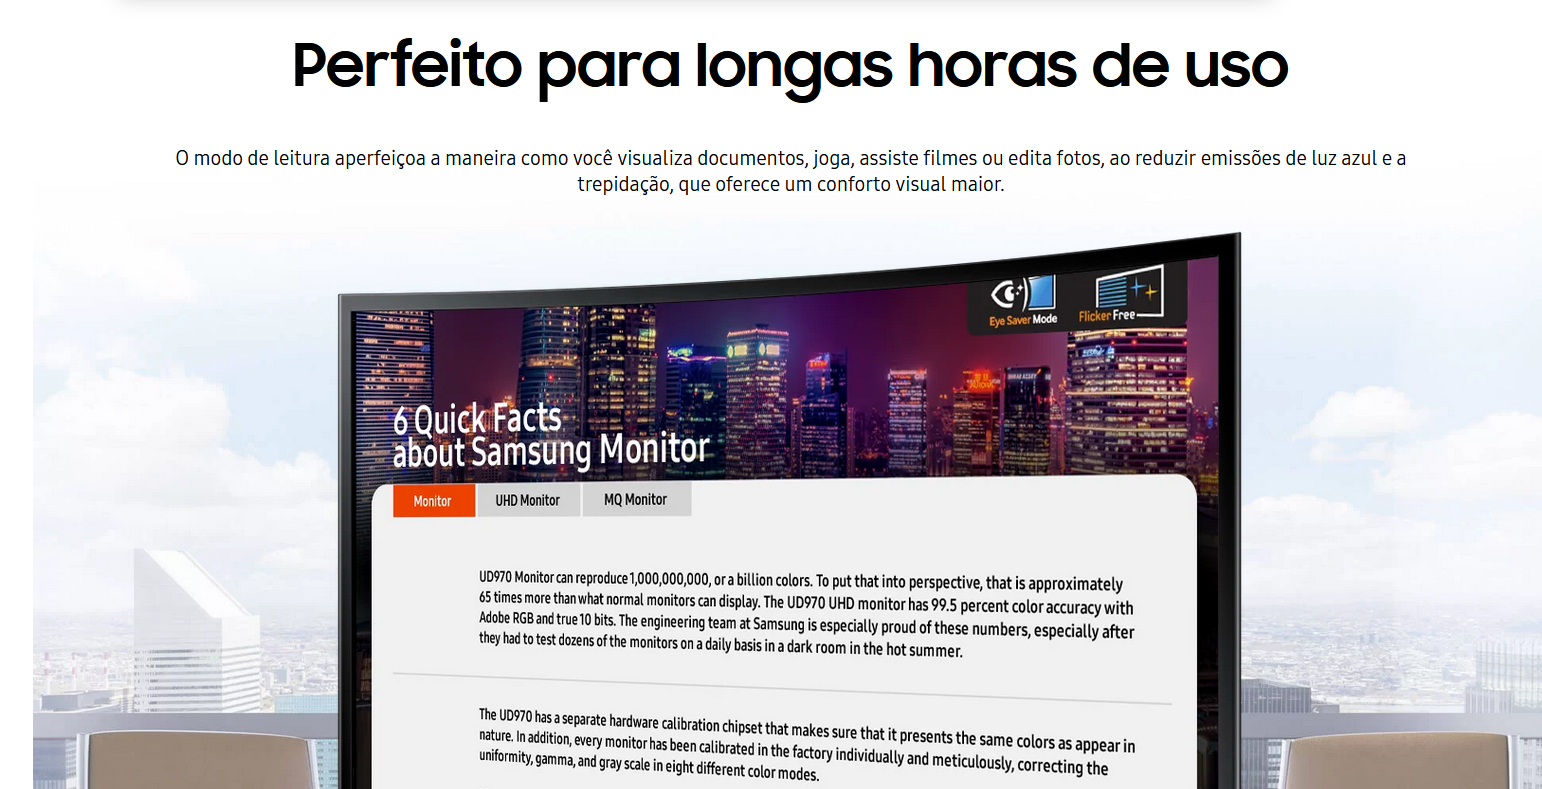 Perfeito para longas horas de uso
O modo de leitura aperfeiçoa a maneira como você visualiza documentos, joga, assiste filmes ou edita fotos, ao reduzir emissões de luz azul e a
trepidação, que oferece um conforto visual maior.
Eye Saver Mode
Flicker Free
6 Quick Facts
about Samsung Monitor
Monitor
UHD Monitor
MQ Monitor
UD970 Monitor can reproduce 1,000,000,000, or a billion colors. To put that into perspective, that is approximately
65 times more than what normal monitors can display. The UD970 UHD monitor has 99.5 percent color accuracy with
Adobe RGB and true 10 bits. The engineering team at Samsung is especially proud of these numbers, especially after
they had to test dozens of the monitors on a daily basis in a dark room in the hot summer.
The UD970 has a separate hardware calibration chipset that makes sure that it presents the same colors as appear in
nature. In addition, every monitor has been calibrated in the factory individually and meticulously, correcting the
uniformity, gamma, and gray scale in eight different color modes.